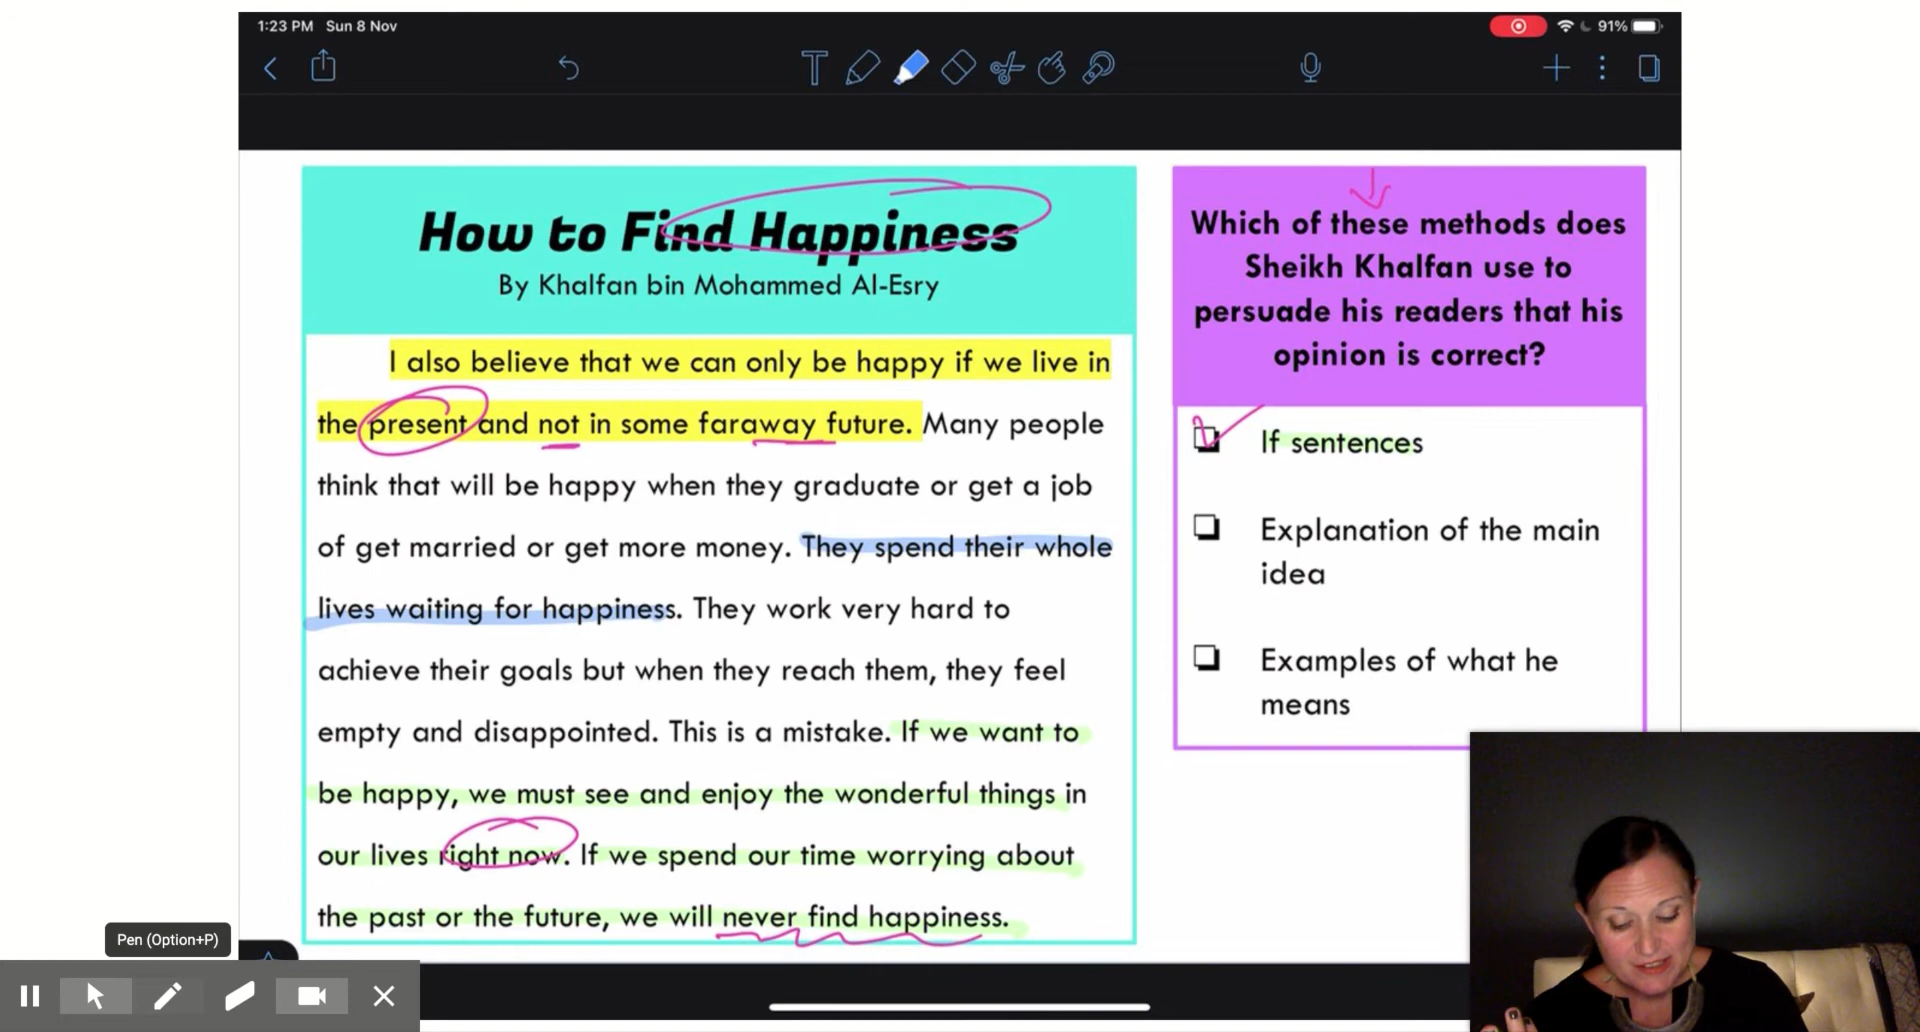 1:23 PM Sun 8 Nov
91%
How to Find Happiness
By Khalfan bin Mohammed Al-Esry
I also believe that we can only be happy if we live in
the present and not in some faraway future. Many people
think that will be happy when they graduate or get a job
of get married or get more money. They spend their whole
lives waiting for happiness. They work very hard to
achieve their goals but when they reach them, they feel
empty and disappointed. This is a mistake. If we want to
be happy, we must see and enjoy the wonderful things in
our lives right now. If we spend our time worrying about
the past or the future, we will never find happiness.
Which of these methods does
Sheikh Khalfan use to
persuade his readers that his
opinion is correct?
If sentences
Explanation of the main
idea
Examples of what he
means
Pen (Option+P)